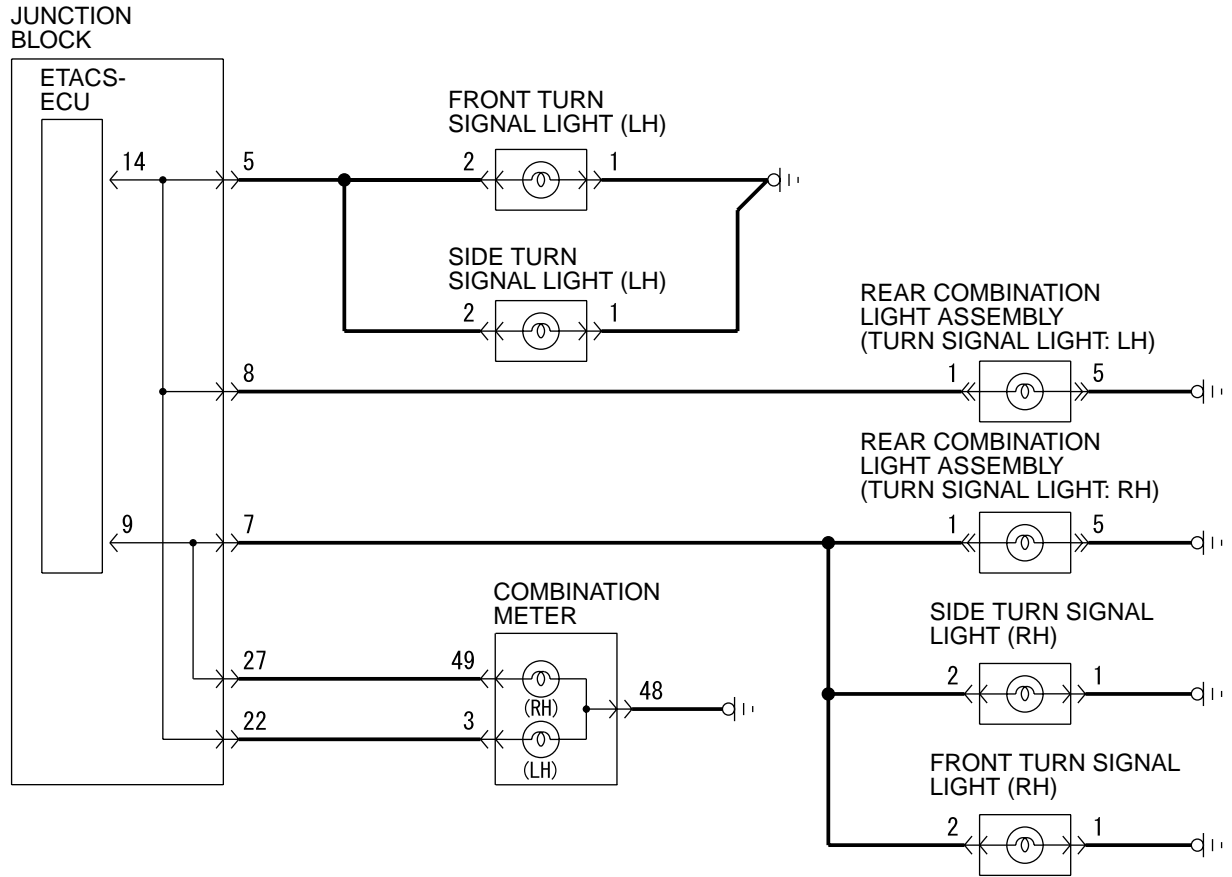 JUNCTION
BLOCK
ETACS-
ECU
FRONT TURN
SIGNAL LIGHT (LH)
14 5 2 1
SIDE TURN
SIGNAL LIGHT (LH)
2 1
REAR COMBINATION
LIGHT ASSEMBLY
(TURN SIGNAL LIGHT: LH)
8 1 5
REAR COMBINATION
LIGHT ASSEMBLY
(TURN SIGNAL LIGHT: RH)
9 7 1 5
COMBINATION
METER
SIDE TURN SIGNAL
LIGHT (RH)
27 49 2 1
(RH) 48
22 3
(LH)
FRONT TURN SIGNAL
LIGHT (RH)
2 1